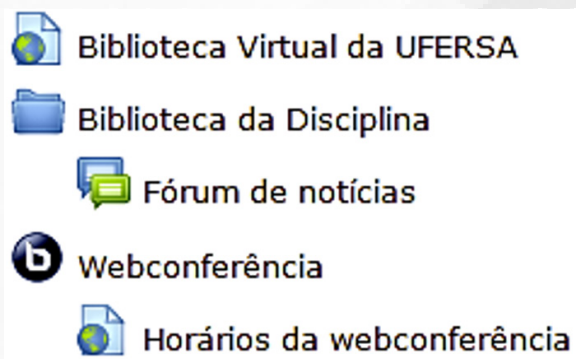 Biblioteca Virtual da UFERSA
Biblioteca da Disciplina
Fórum de notícias
Webconferência
Horários da webconferência